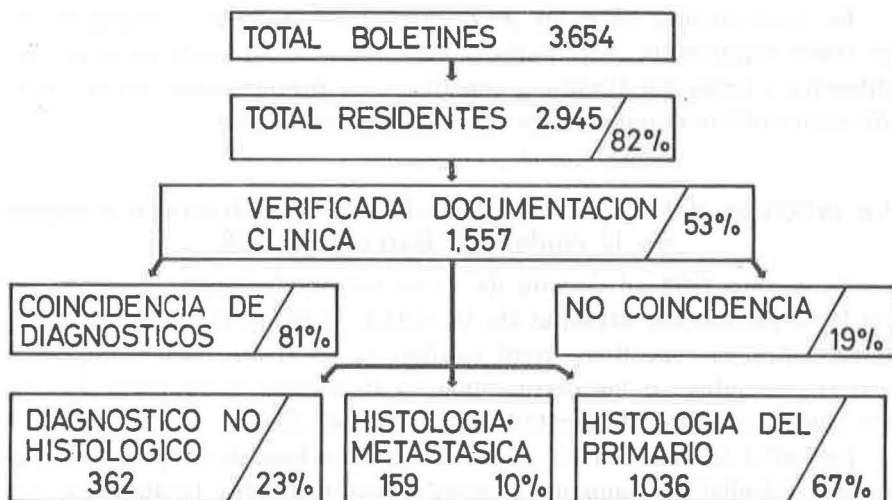 TOTAL BOLETINES 3.654
TOTAL RESIDENTES 2.945
82%
VERIFICADA DOCUMENTACION
CLINICA 1.557
53%
COINCIDENCIA DE
DIAGNOSTICOS
81%
NO COINCIDENCIA
19%
DIAGNOSTICO NO
HISTOLOGICO
362 23%
HISTOLOGIA·
METASTASICA
159 10%
HISTOLOGIA DEL
PRIMARIO
1.036 67%